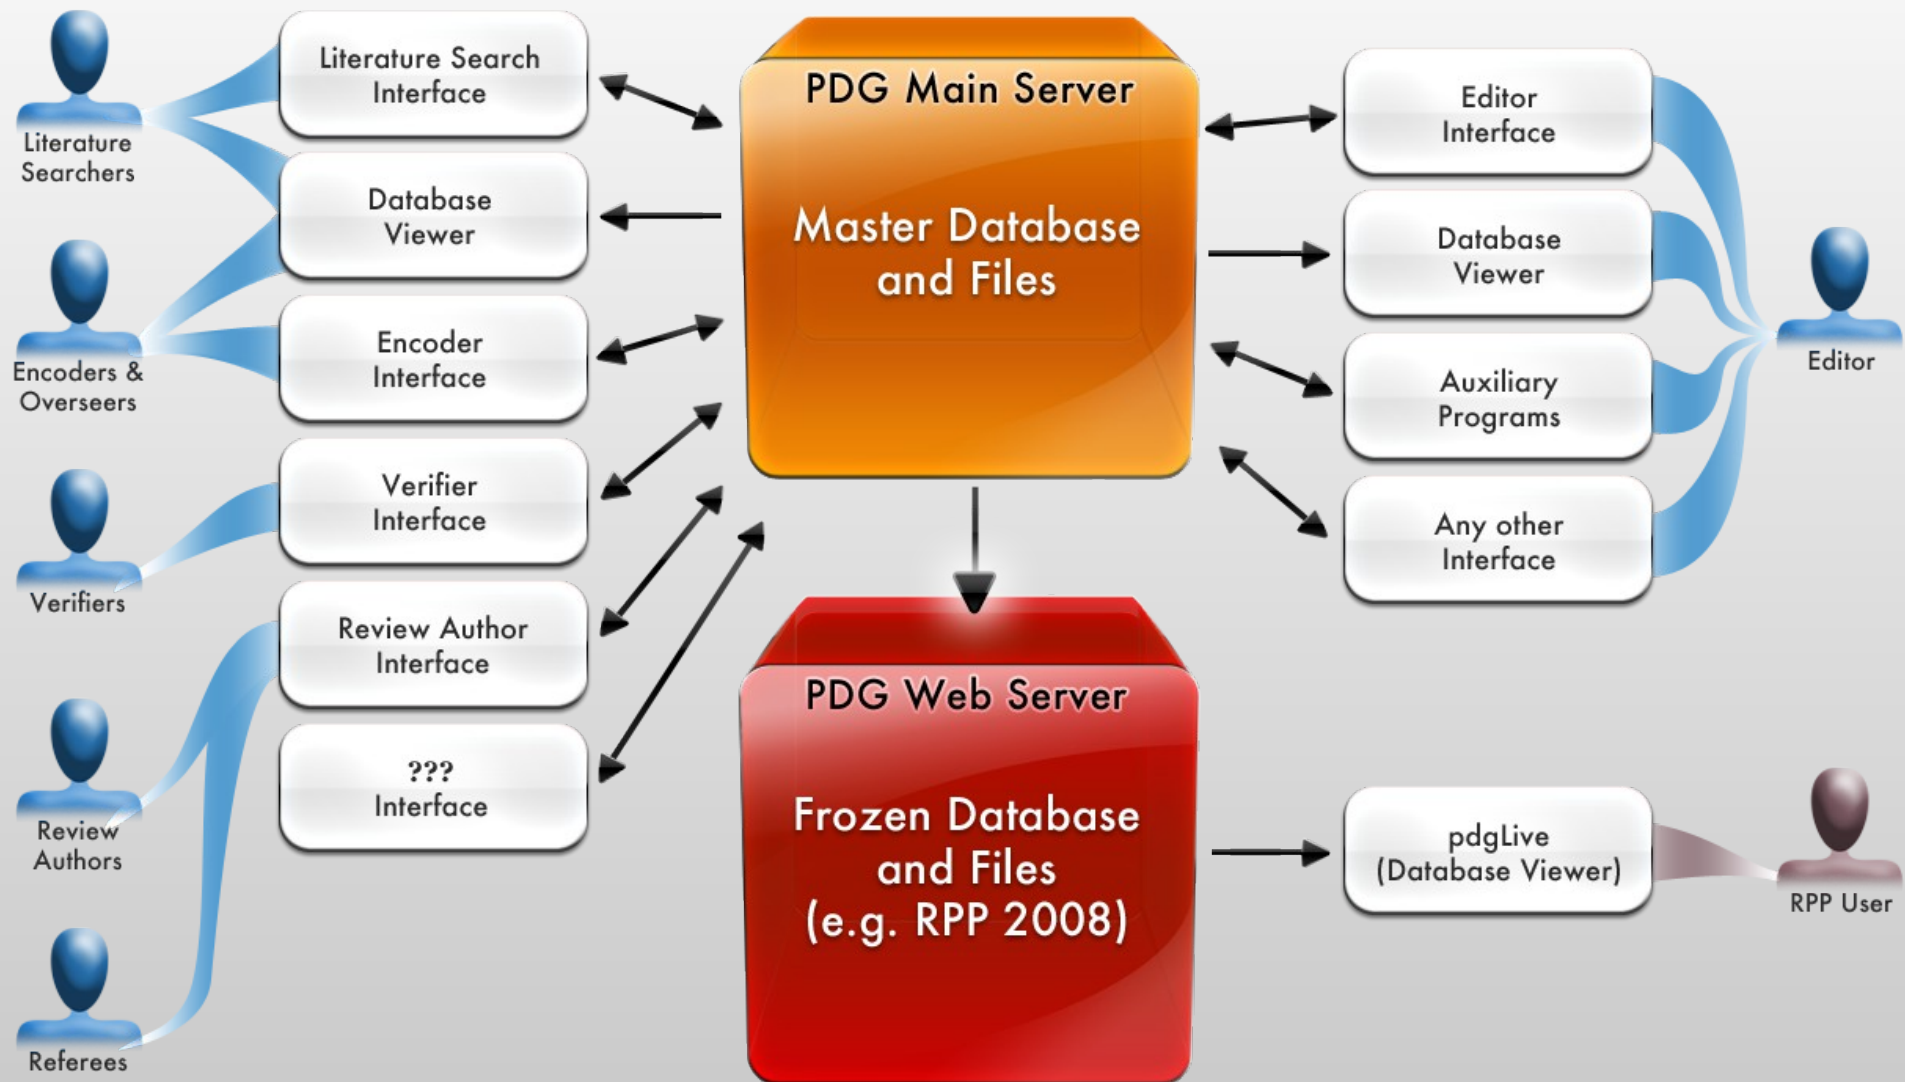 Literature
Searchers
Encoders &
Overseers
Verifiers
Review
Authors
Referees
Literature Search
Interface
Database
Viewer
Encoder
Interface
Verifier
Interface
Review Author
Interface
???
Interface
PDG Main Server
Master Database
and Files
PDG Web Server
Frozen Database
and Files
(e.g. RPP 2008)
Editor
Interface
Database
Viewer
Auxiliary
Programs
Any other
Interface
pdgLive
(Database Viewer)
Editor
RPP User